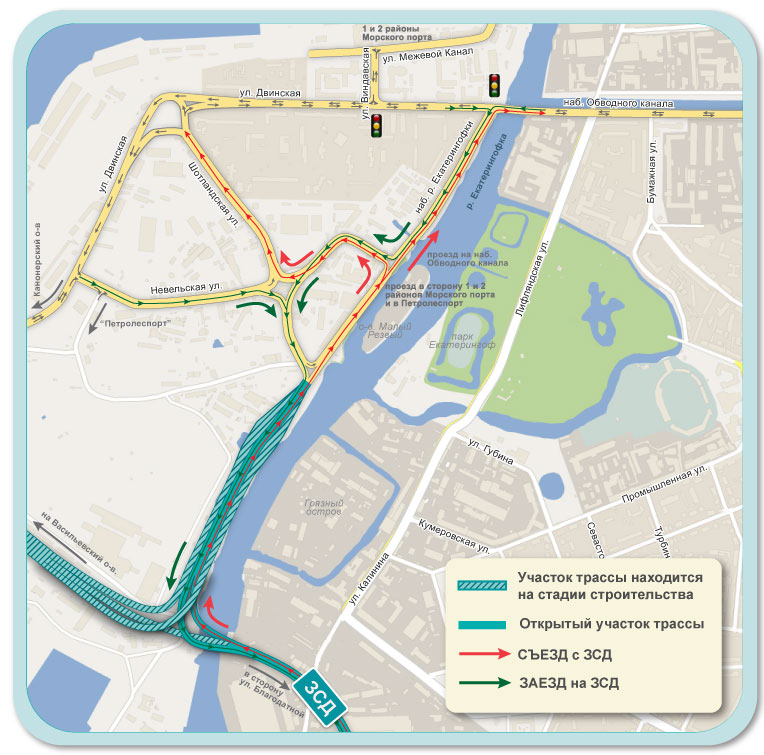 1 и 2 районы
Морского порта
ул. Межевой Канал
ул. Двинская
ул. Виндавская
наб. Обводного канала
ул. Двинская
Шотландская ул.
наб. р. Екатерингофки
р. Екатерингофка
Бумажная ул.
Лифляндская ул.
Канонерский о-в
Невельская ул.
"Петролеспорт"
проезд на наб.
Обводного канала
проезд в сторону 1 и 2
районов Морского порта
и в Петролеспорт
о-в. Малый
Резвый
парк
Екатерингоф
ул. Губина
Промышленная ул.
Грязный
остров
Кумеровская ул.
Севасто
Турбин
ул. Калинина
на Васильевский о-в.
в сторону
ул. Благодатной
ЗСД
Участок трассы находится
на стадии строительства
Открытый участок трассы
СЪЕЗД с ЗСД
ЗАЕЗД на ЗСД